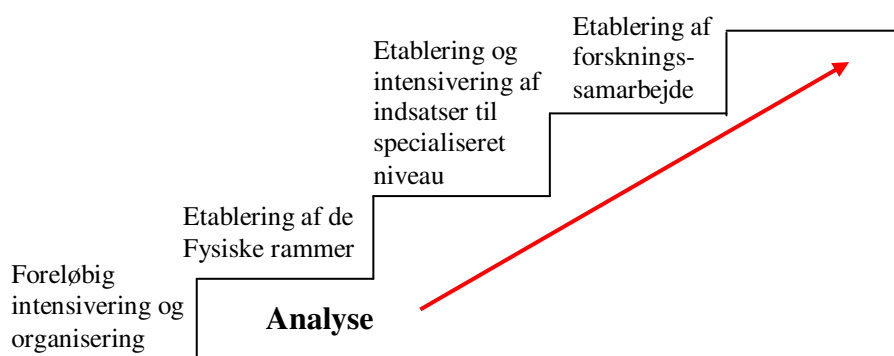 Foreløbig
intensivering og
organisering
Etablering af de
Fysiske rammer
Etablering og
intensivering af
indsatser til
specialiseret
niveau
Etablering af
forsknings-
samarbejde
Analyse